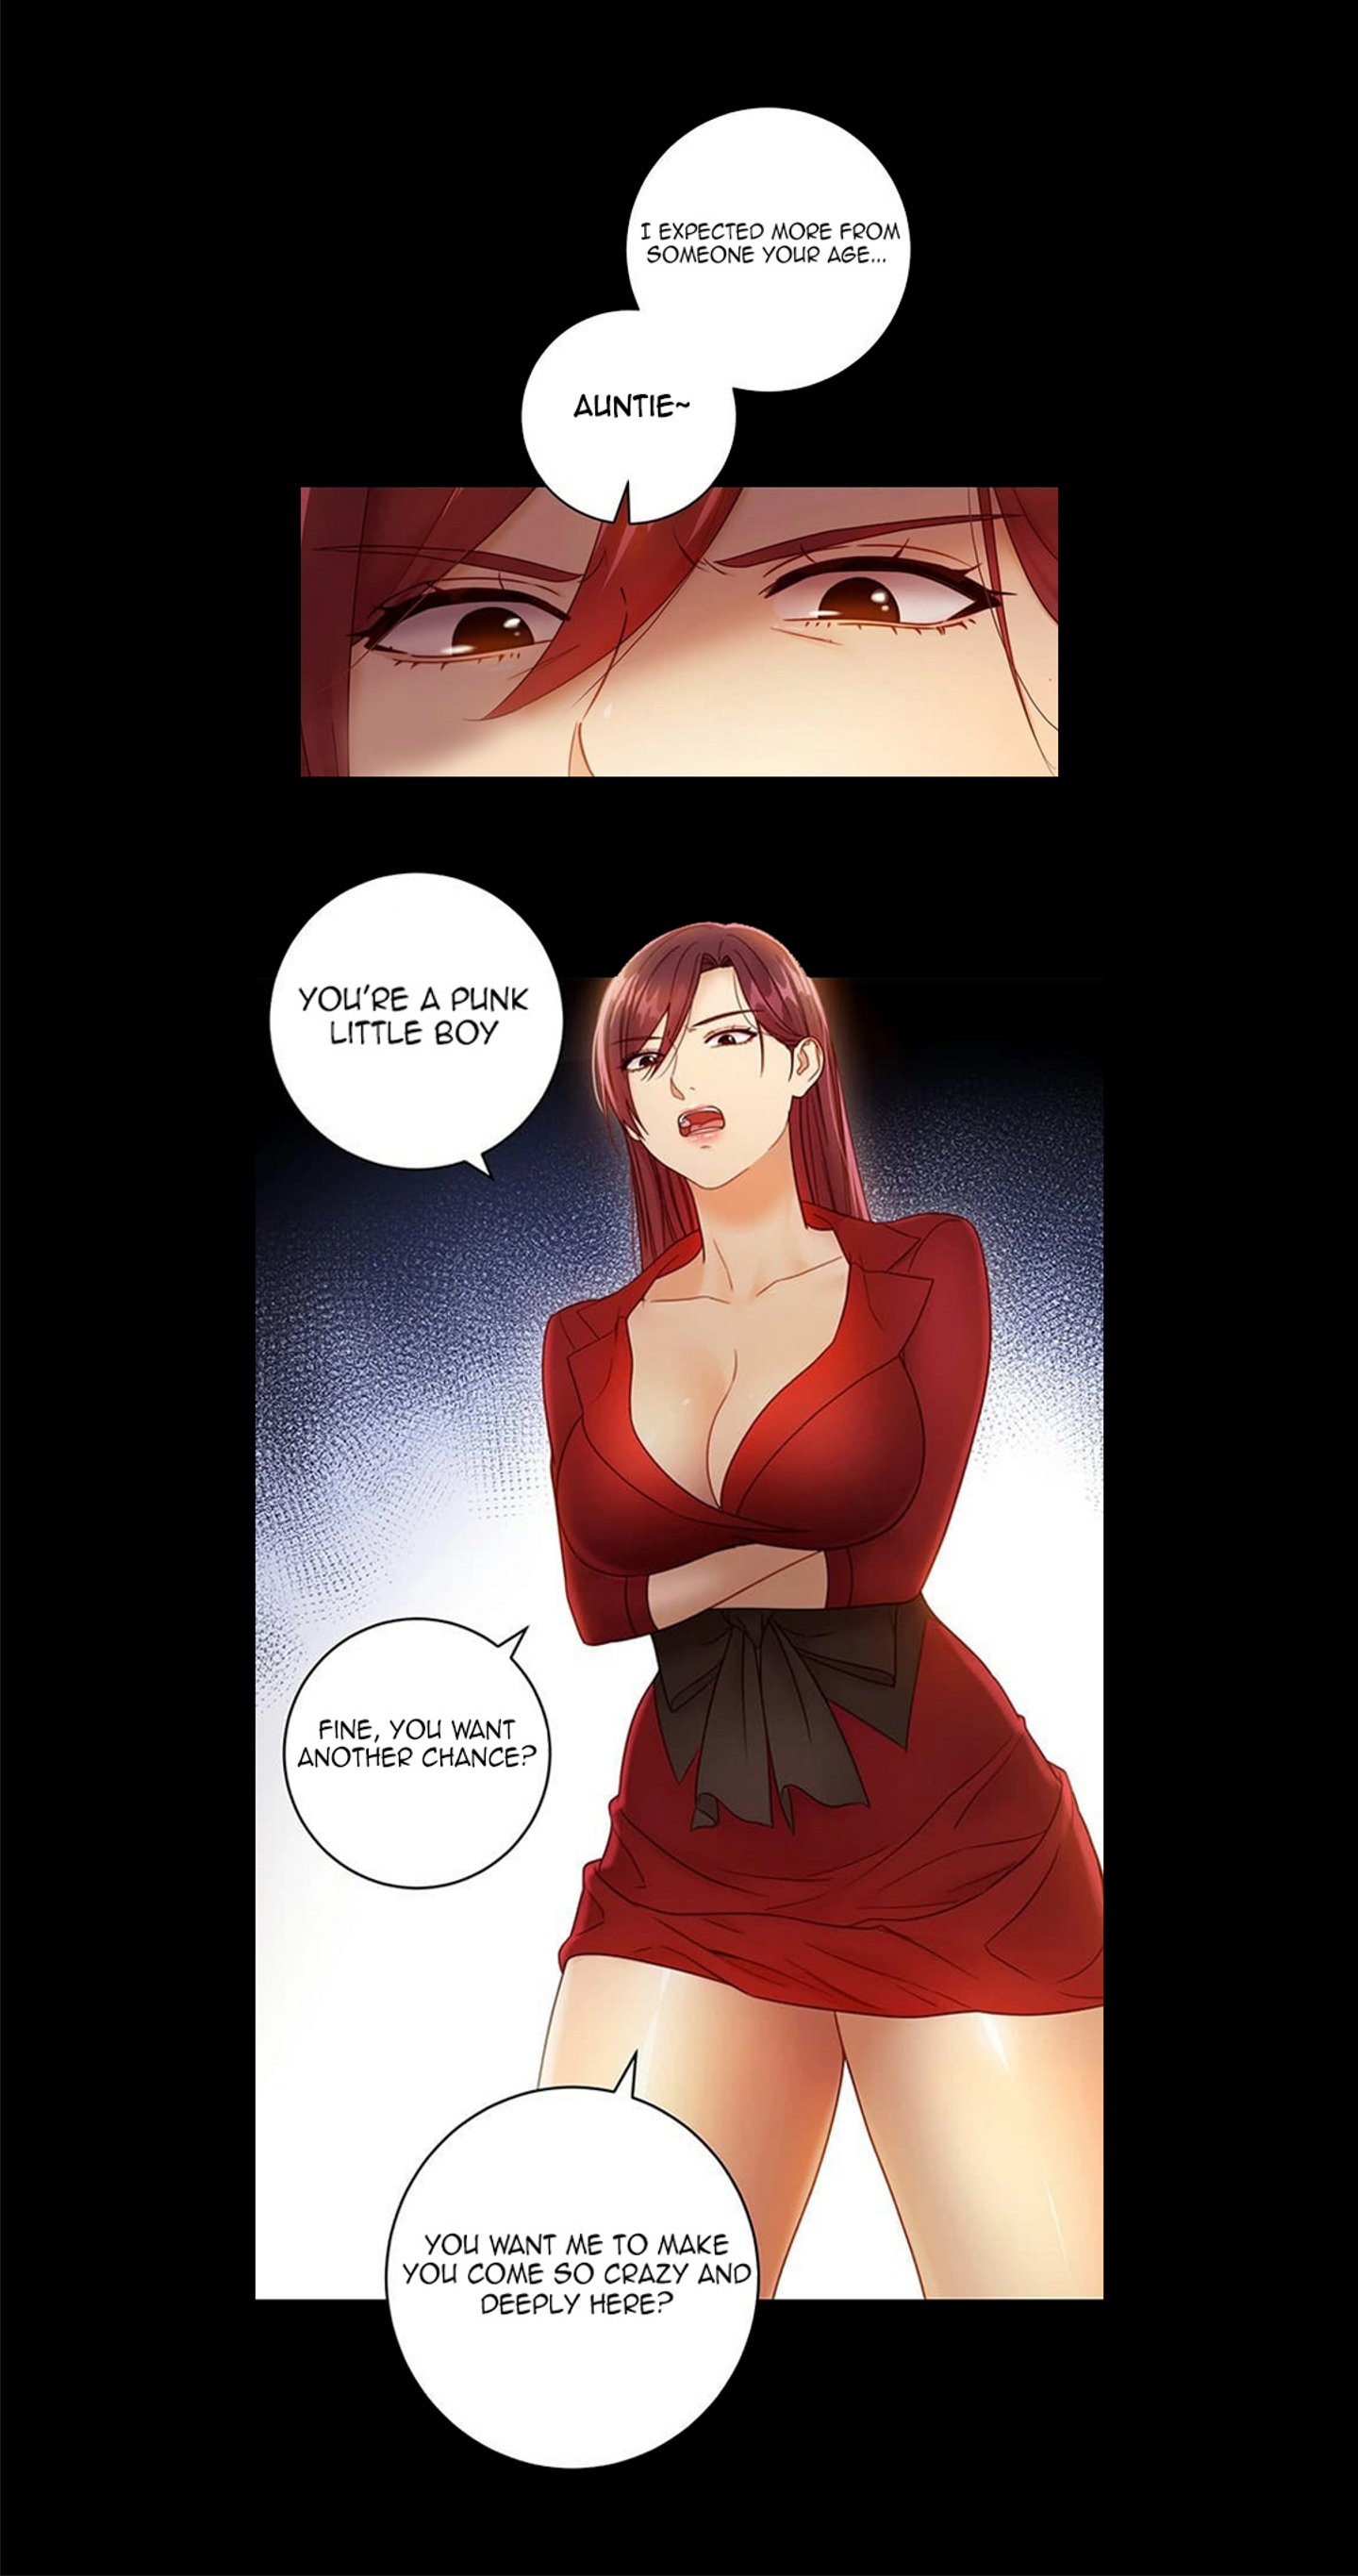 I EXPECTED MORE FROM
SOMEONE YOUR AGE...
AUNTIE~
YOU'RE A PUNK
LITTLE BOY
FINE, YOU WANT
ANOTHER CHANCE?
YOU WANT ME TO MAKE
YOU COME SO CRAZY AND
DEEPLY HERE?